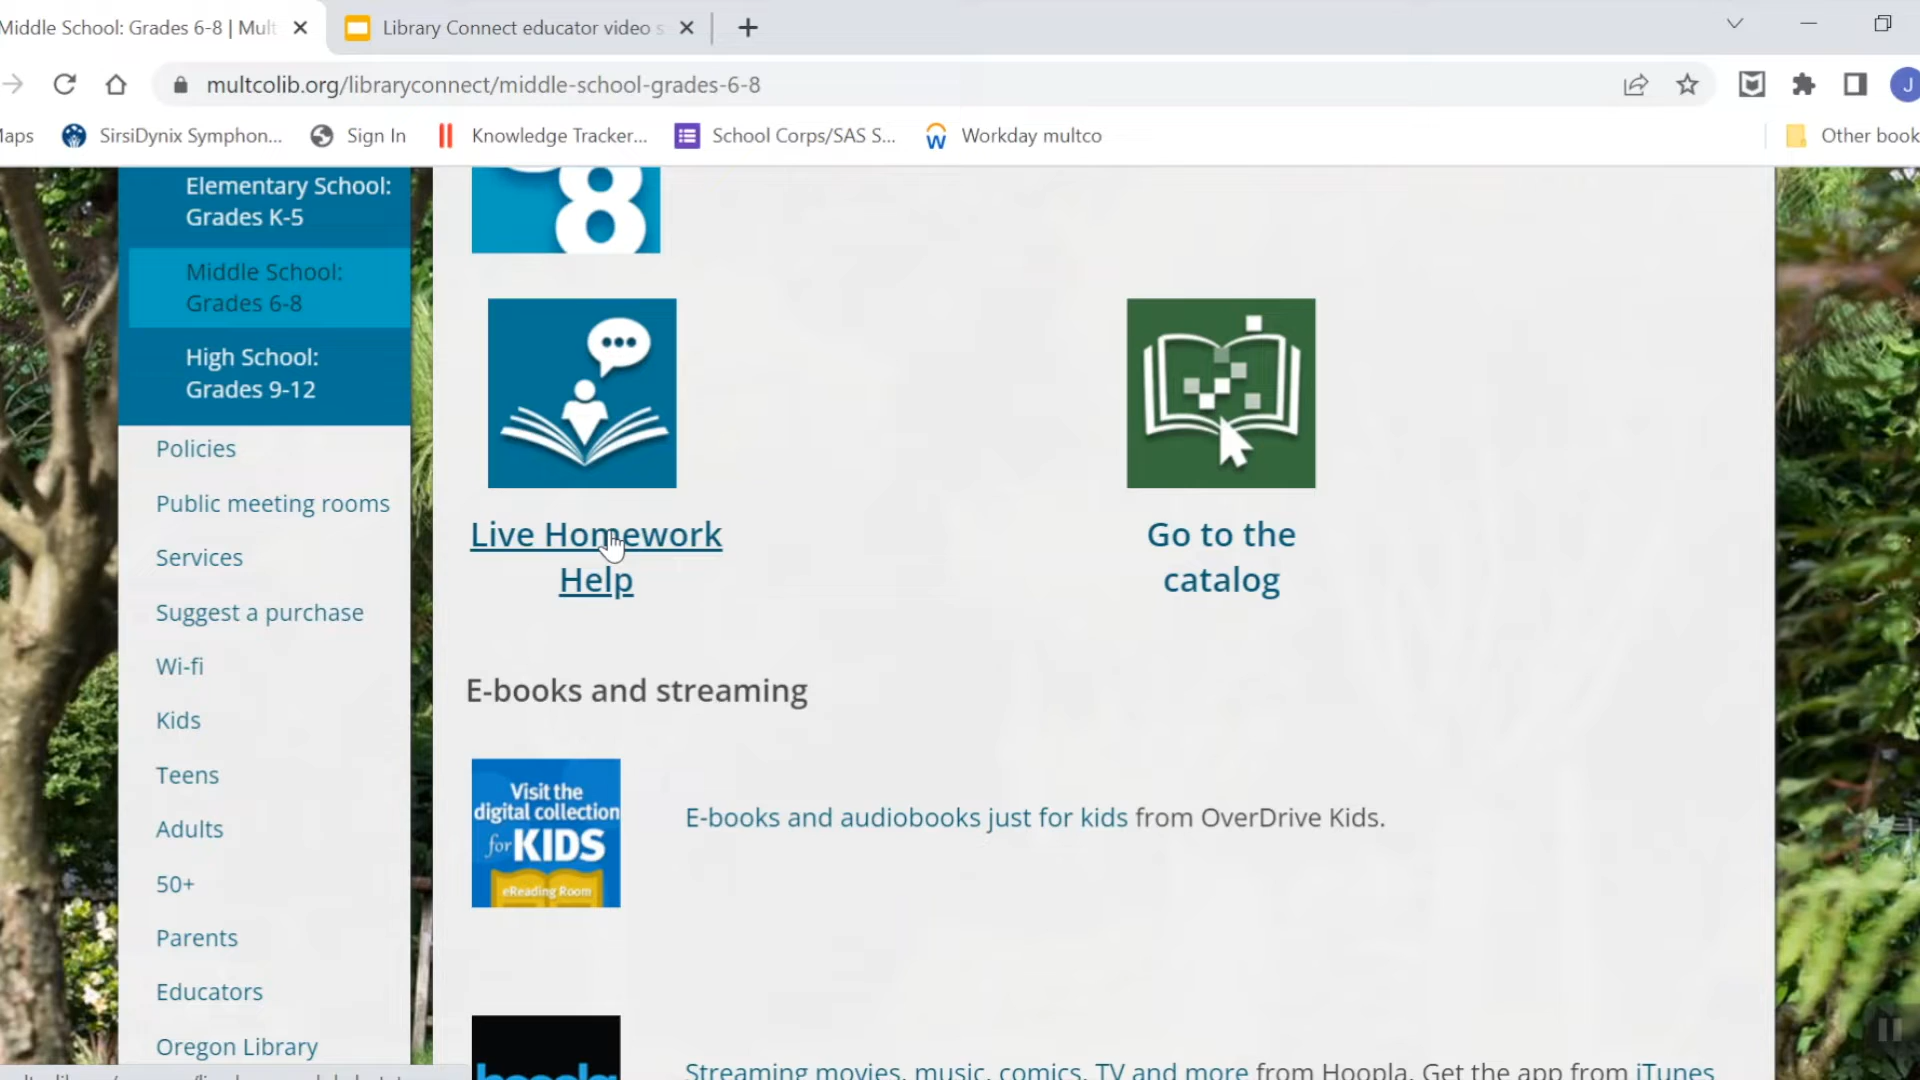 Middle School: Grades 6-8 | Mult
Library Connect educator video s
multcolib.org/libraryconnect/middle-school-grades-6-8
J
SirsiDynix Symphon...
Sign In
Knowledge Tracker...
School Corps/SAS S...
Workday multco
Other book
Elementary School:
Grades K-5
Middle School:
Grades 6-8
High School:
Grades 9-12
Policies
Public meeting rooms
Services
Suggest a purchase
Wi-fi
Kids
Teens
Adults
50+
Parents
Educators
Oregon Library
8
Live Homework
Help
Go to the
catalog
E-books and streaming
Visit the
digital collection
for KIDS
eReading Room
E-books and audiobooks just for kids from OverDrive Kids.
hoopla
Streaming movies, music, comics, TV and more from Hoopla. Get the app from iTunes